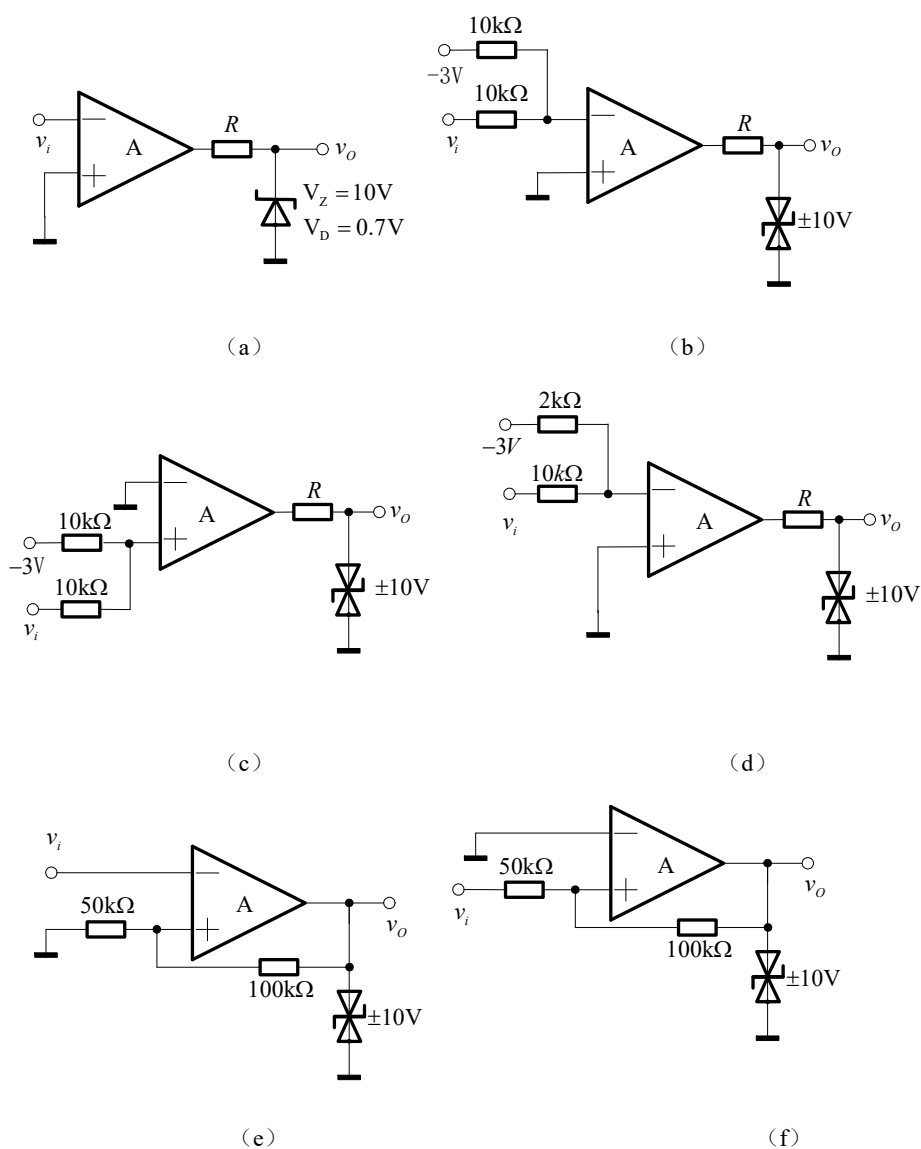 R
A
v_i
v_O
V_Z = 10V
V_D = 0.7V
（a）
10kΩ
−3V
10kΩ
v_i
A
R
v_O
±10V
（b）
A
R
v_O
10kΩ
−3V
10kΩ
v_i
±10V
（c）
2kΩ
−3V
10kΩ
v_i
A
R
v_O
±10V
（d）
v_i
A
50kΩ
v_O
100kΩ
±10V
（e）
A
50kΩ
v_i
v_O
100kΩ
±10V
（f）